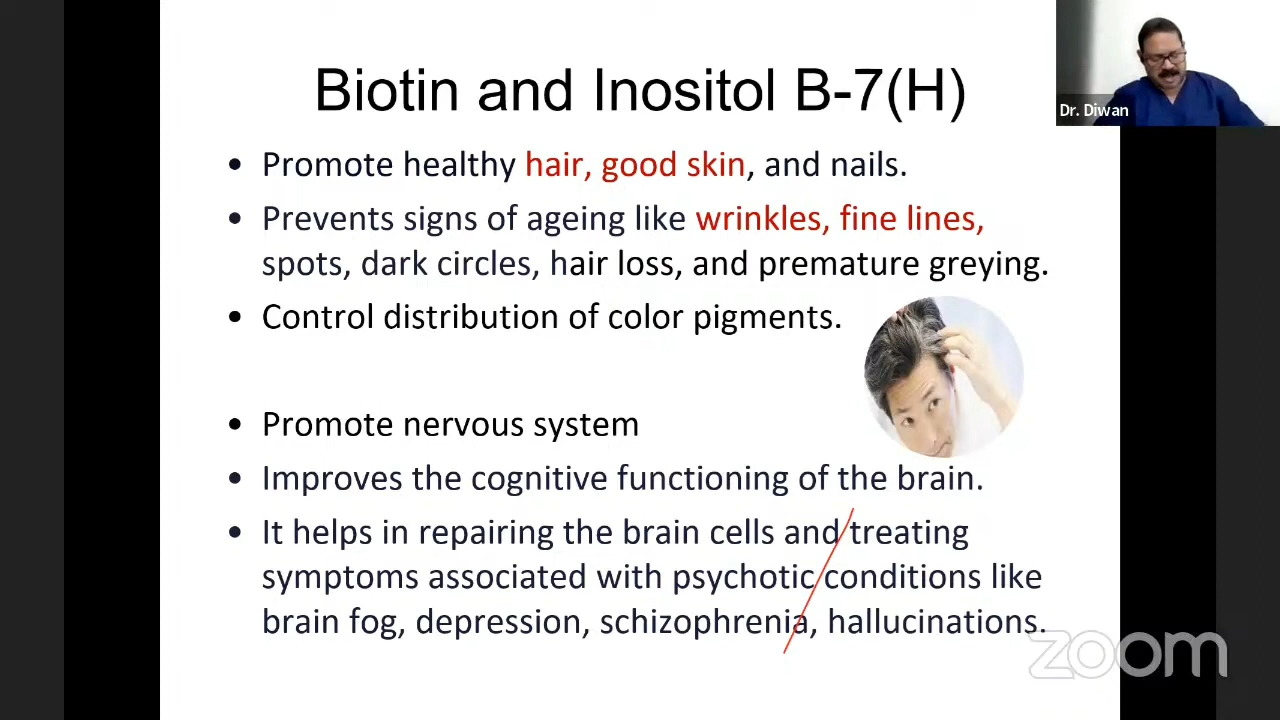 Biotin and Inositol B-7(H)
Dr. Diwan
• Promote healthy hair, good skin, and nails.
• Prevents signs of ageing like wrinkles, fine lines,
spots, dark circles, hair loss, and premature greying.
• Control distribution of color pigments.
• Promote nervous system
• Improves the cognitive functioning of the brain.
• It helps in repairing the brain cells and treating
symptoms associated with psychotic conditions like
brain fog, depression, schizophrenia, hallucinations.
zoom